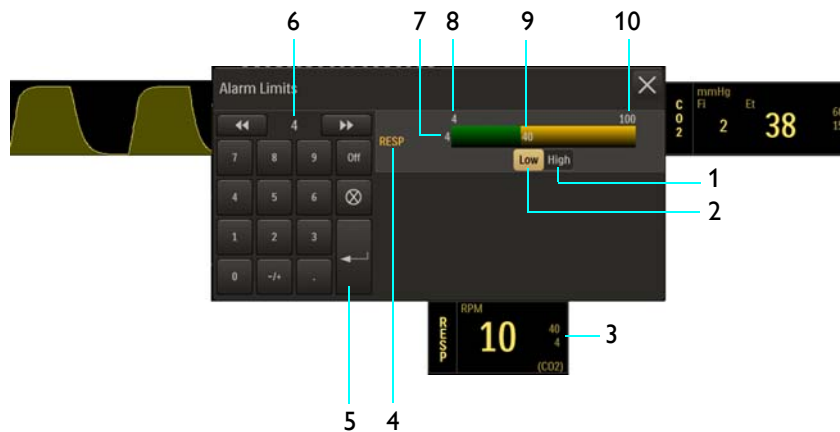 6 7 8 9 10
Alarm Limits
mmHg
CO2
Fi Et
2 38
4
4 100
RESP 4 40
7 8 9 Off
Low High
1
2
4 5 6
1 2 3
0 -/+ .
RPM
RESP
10
40
4
3
(CO2)
5 4